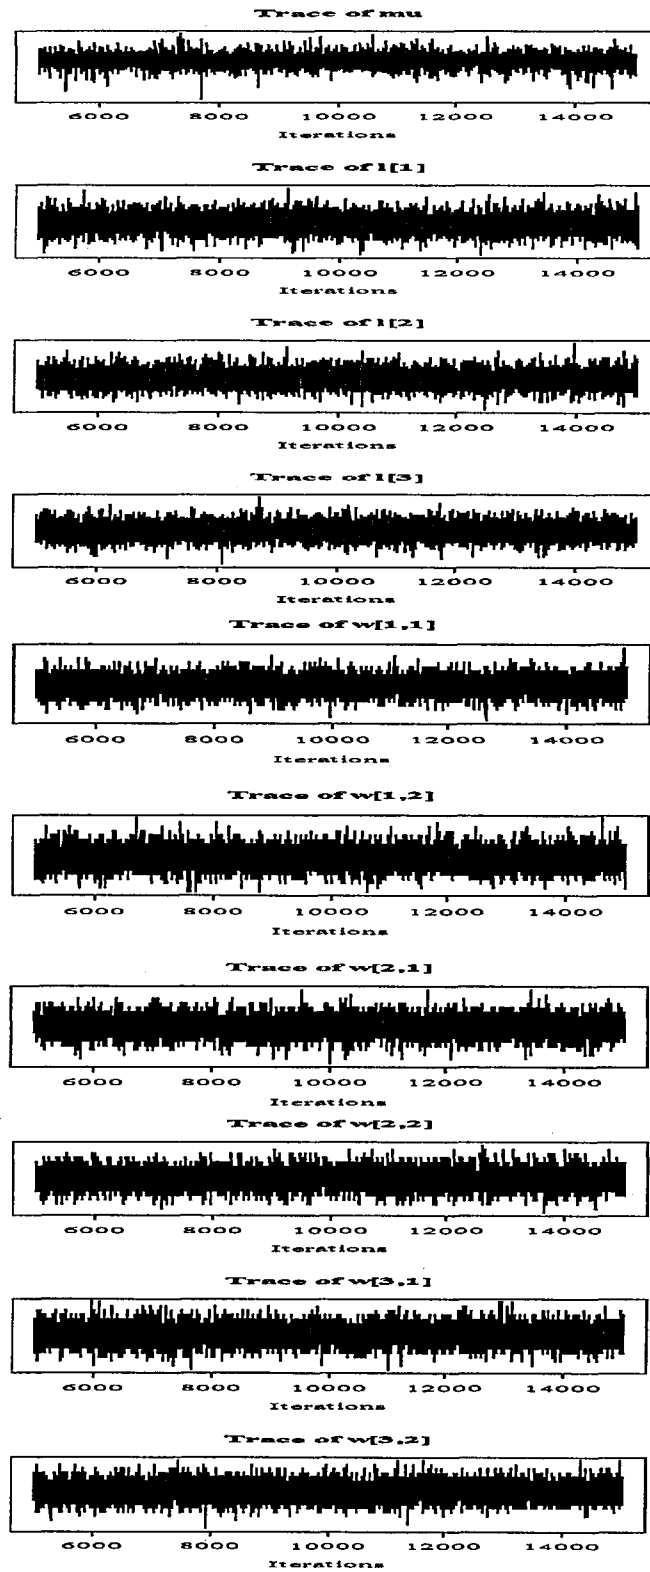 Trace of mu
6000 8000 10000 12000 14000
Iterations
Trace of l[1]
6000 8000 10000 12000 14000
Iterations
Trace of l[2]
6000 8000 10000 12000 14000
Iterations
Trace of l[3]
6000 8000 10000 12000 14000
Iterations
Trace of w[1,1]
6000 8000 10000 12000 14000
Iterations
Trace of w[1,2]
6000 8000 10000 12000 14000
Iterations
Trace of w[2,1]
6000 8000 10000 12000 14000
Iterations
Trace of w[2,2]
6000 8000 10000 12000 14000
Iterations
Trace of w[3,1]
6000 8000 10000 12000 14000
Iterations
Trace of w[3,2]
6000 8000 10000 12000 14000
Iterations